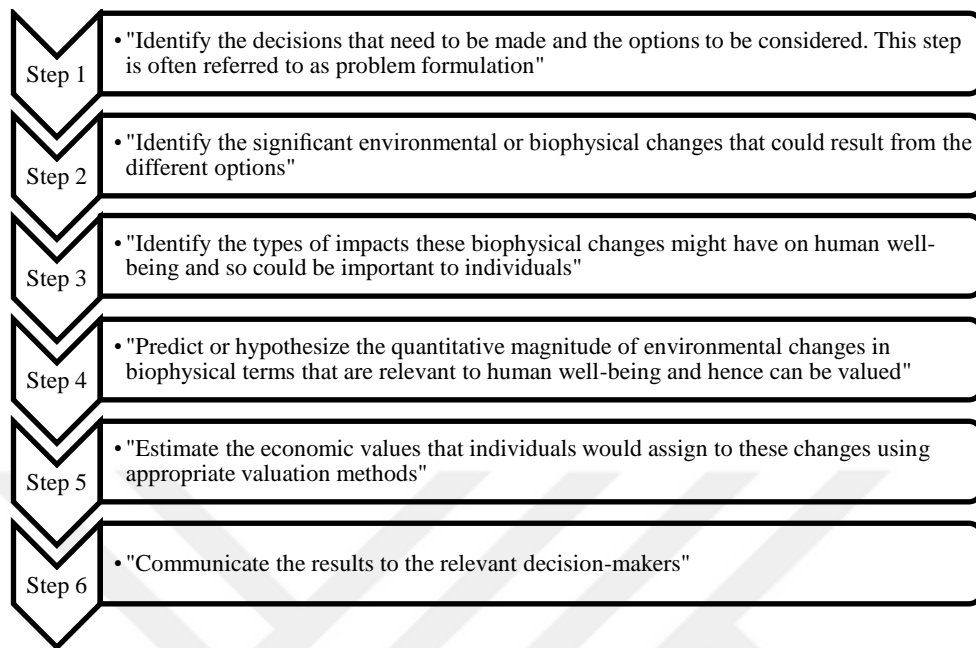 Step 1
• "Identify the decisions that need to be made and the options to be considered. This step
is often referred to as problem formulation"
Step 2
• "Identify the significant environmental or biophysical changes that could result from the
different options"
Step 3
• "Identify the types of impacts these biophysical changes might have on human well-
being and so could be important to individuals"
Step 4
• "Predict or hypothesize the quantitative magnitude of environmental changes in
biophysical terms that are relevant to human well-being and hence can be valued"
Step 5
• "Estimate the economic values that individuals would assign to these changes using
appropriate valuation methods"
Step 6
• "Communicate the results to the relevant decision-makers"